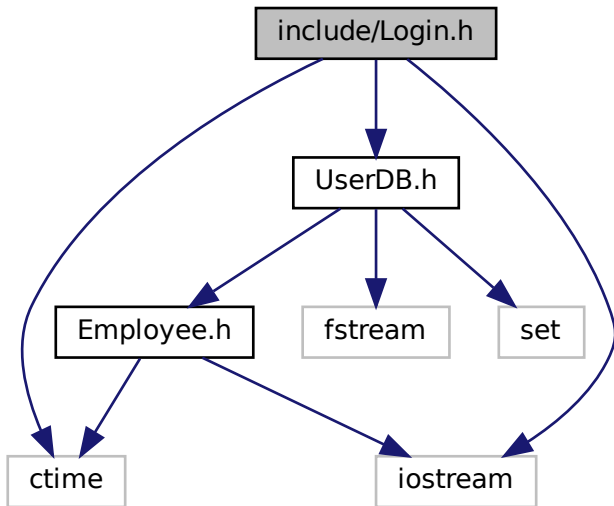 include/Login.h
UserDB.h
Employee.h
fstream
set
ctime
iostream